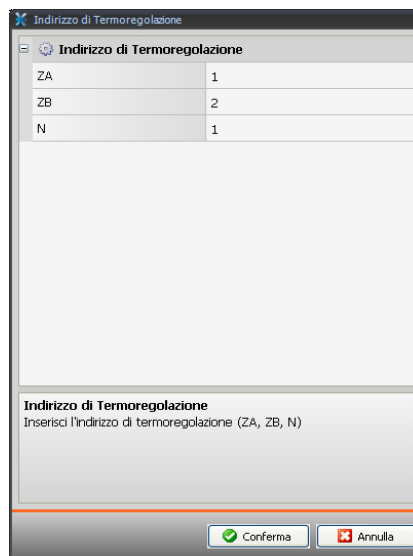 Indirizzo di Termoregolazione
Indirizzo di Termoregolazione
ZA 1
ZB 2
N 1
Indirizzo di Termoregolazione
Inserisci l'indirizzo di termoregolazione (ZA, ZB, N)
Conferma Annulla